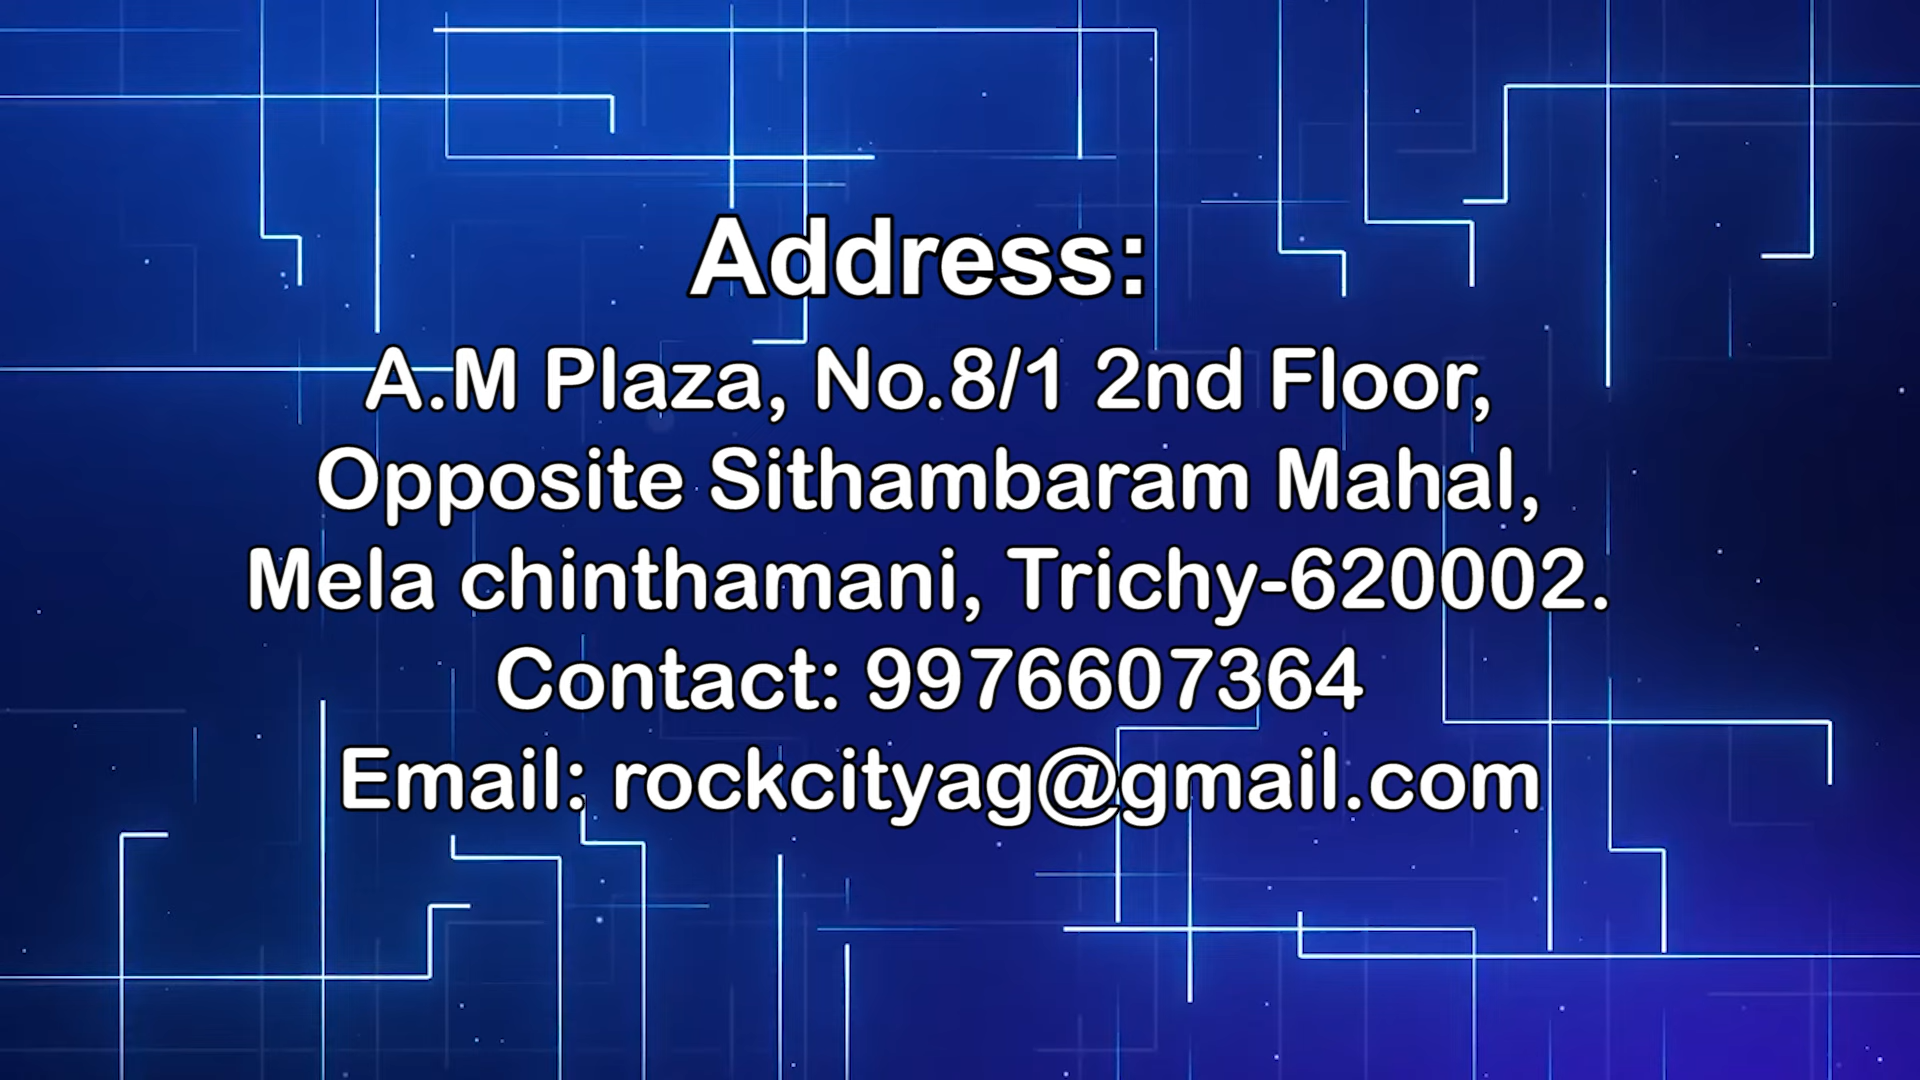 Address:
A.M Plaza, No.8/1 2nd Floor,
Opposite Sithambaram Mahal,
Mela chinthamani, Trichy-620002.
Contact: 9976607364
Email: rockcityag@gmail.com